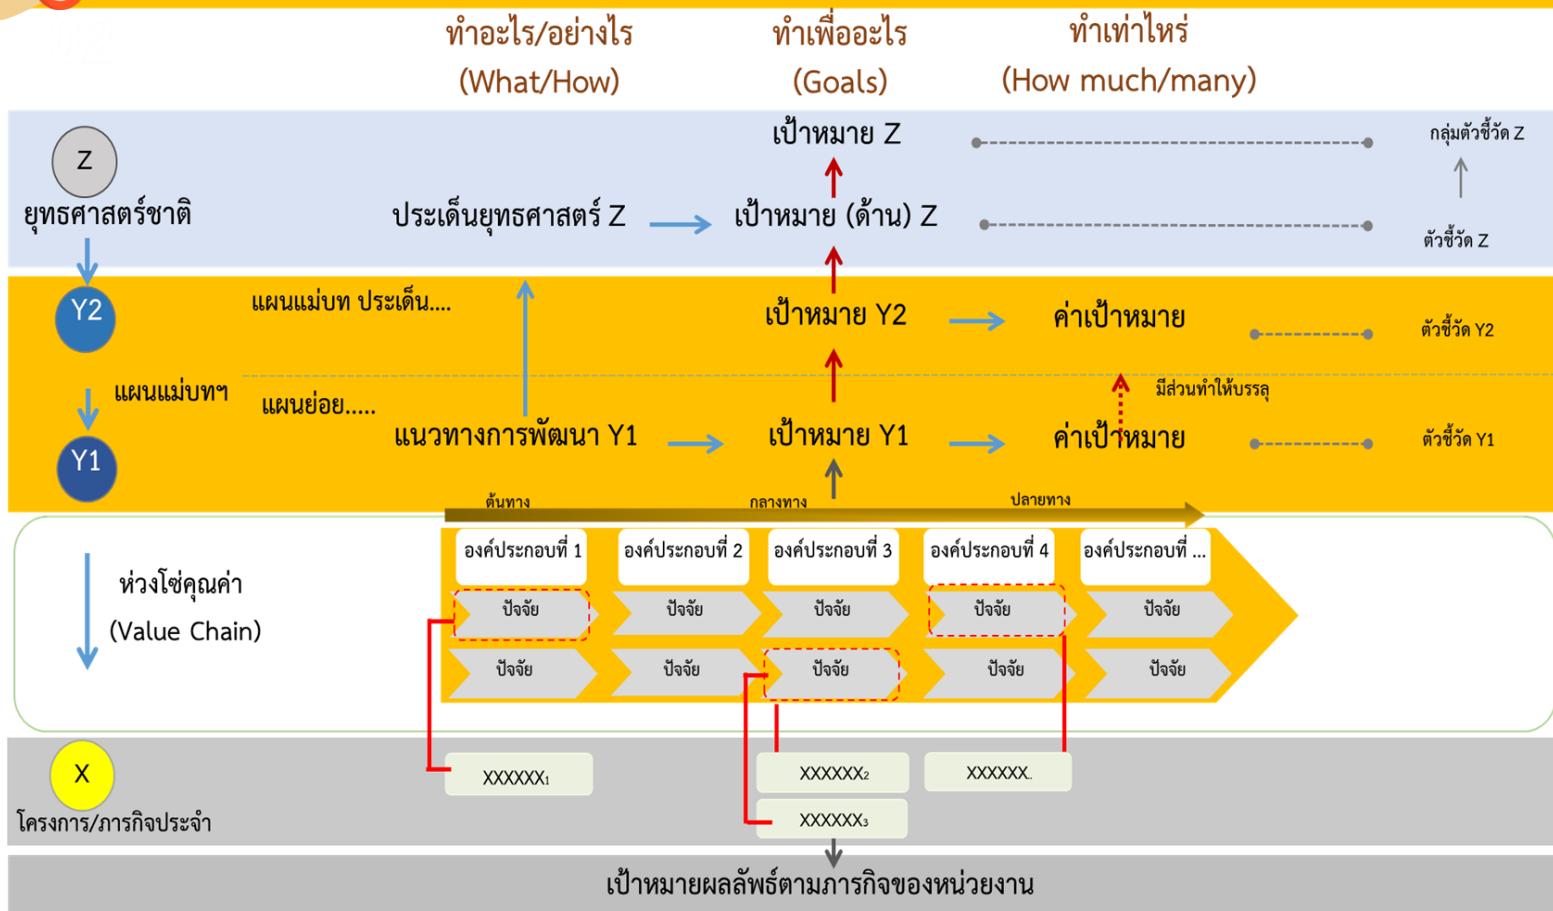 ทำอะไร/อย่างไร
(What/How)
ทำเพื่ออะไร
(Goals)
ทำเท่าไหร่
(How much/many)
Z
ยุทธศาสตร์ชาติ
เป้าหมาย Z
กลุ่มตัวชี้วัด Z
ประเด็นยุทธศาสตร์ Z
เป้าหมาย (ด้าน) Z
ตัวชี้วัด Z
Y2
แผนแม่บท ประเด็น....
เป้าหมาย Y2
ค่าเป้าหมาย
ตัวชี้วัด Y2
แผนแม่บทฯ
แผนย่อย.....
มีส่วนทำให้บรรลุ
Y1
แนวทางการพัฒนา Y1
เป้าหมาย Y1
ค่าเป้าหมาย
ตัวชี้วัด Y1
ต้นทาง
กลางทาง
ปลายทาง
ห่วงโซ่คุณค่า
(Value Chain)
องค์ประกอบที่ 1
องค์ประกอบที่ 2
องค์ประกอบที่ 3
องค์ประกอบที่ 4
องค์ประกอบที่ ...
ปัจจัย
ปัจจัย
ปัจจัย
ปัจจัย
ปัจจัย
ปัจจัย
ปัจจัย
ปัจจัย
ปัจจัย
ปัจจัย
X
โครงการ/ภารกิจประจำ
XXXXXX1
XXXXXX2
XXXXXX..
XXXXXX3
เป้าหมายผลลัพธ์ตามภารกิจของหน่วยงาน